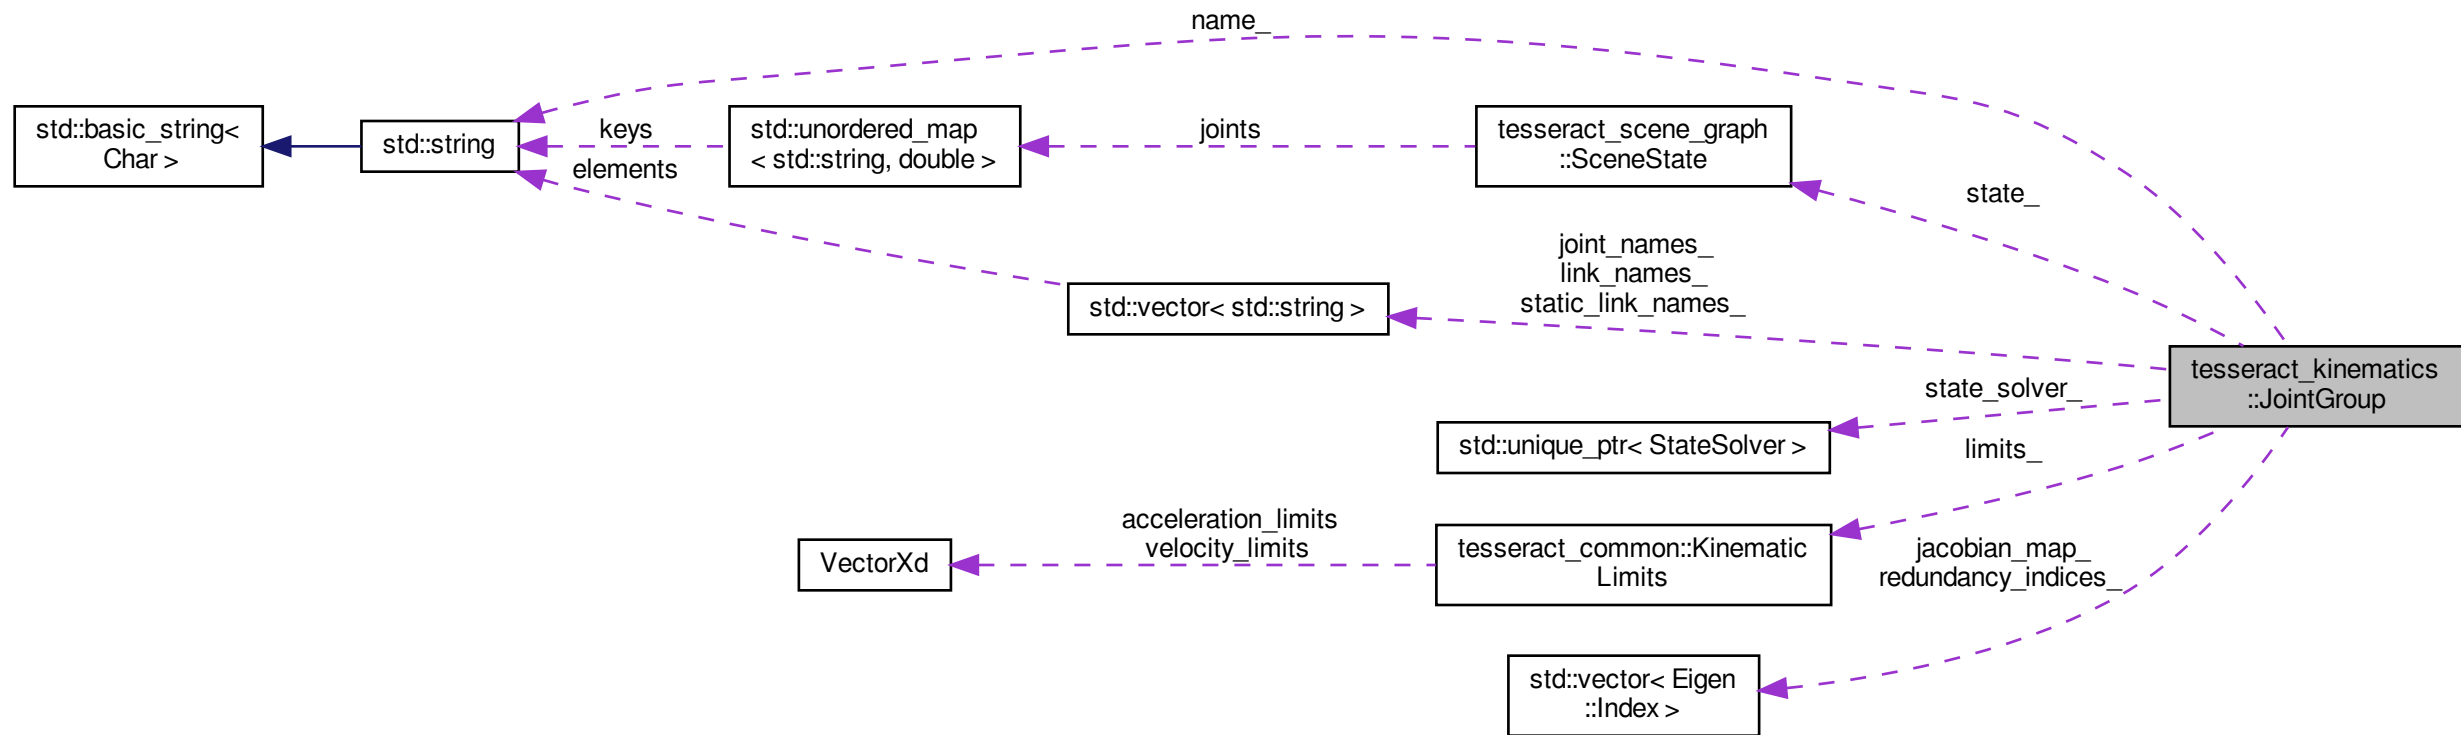 name_
std::basic_string<
Char >
std::string
keys
elements
std::unordered_map
< std::string, double >
joints
tesseract_scene_graph
::SceneState
state_
joint_names_
link_names_
static_link_names_
std::vector< std::string >
tesseract_kinematics
::JointGroup
state_solver_
std::unique_ptr< StateSolver >
limits_
acceleration_limits
velocity_limits
VectorXd
tesseract_common::Kinematic
Limits
jacobian_map_
redundancy_indices_
std::vector< Eigen
::Index >